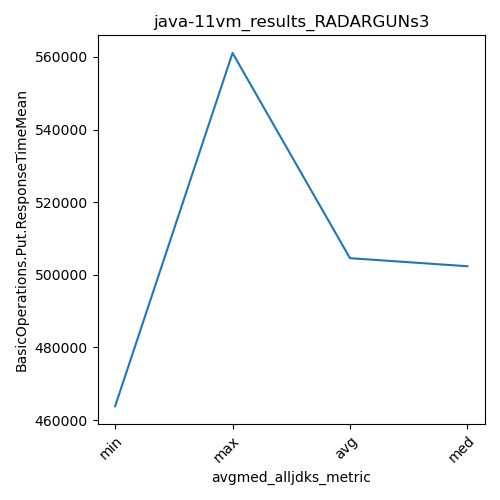 java-11vm_results_RADARGUNs3
BasicOperations.Put.ResponseTimeMean
560000
540000
520000
500000
480000
460000
min
max
avg
med
avgmed_alljdks_metric